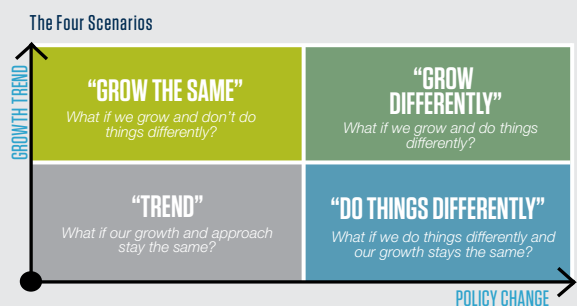 The Four Scenarios
GROWTH TREND
“GROW THE SAME”
What if we grow and don’t do
things differently?
“GROW
DIFFERENTLY”
What if we grow and do things
differently?
“TREND”
What if our growth and approach
stay the same?
“DO THINGS DIFFERENTLY”
What if we do things differently and
our growth stays the same?
POLICY CHANGE